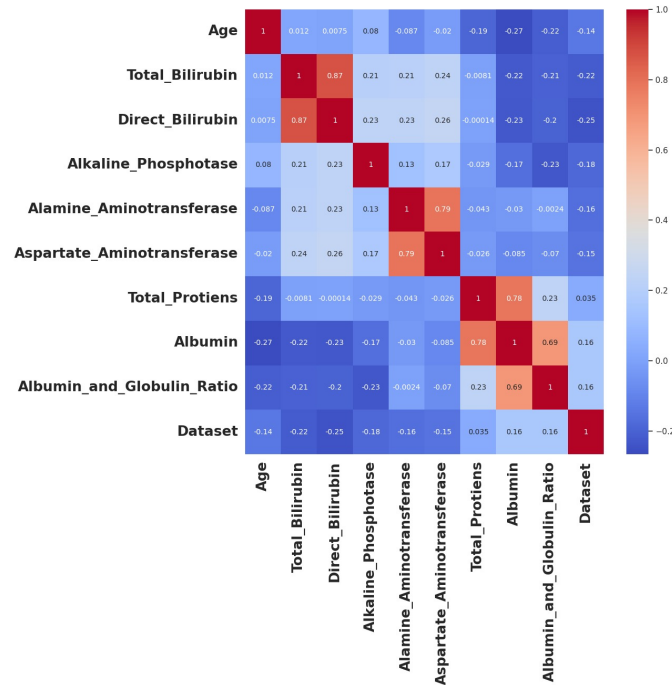 Age 1 0.012 0.0075 0.08 -0.087 -0.02 -0.19 -0.27 -0.22 -0.14
Total_Bilirubin 0.012 1 0.87 0.21 0.21 0.24 -0.0081 -0.22 -0.21 -0.22
Direct_Bilirubin 0.0075 0.87 1 0.23 0.23 0.26 -0.00014 -0.23 -0.2 -0.25
Alkaline_Phosphotase 0.08 0.21 0.23 1 0.13 0.17 -0.029 -0.17 -0.23 -0.18
Alamine_Aminotransferase -0.087 0.21 0.23 0.13 1 0.79 -0.043 -0.03 -0.0024 -0.16
Aspartate_Aminotransferase -0.02 0.24 0.26 0.17 0.79 1 -0.026 -0.085 -0.07 -0.15
Total_Protiens -0.19 -0.0081 -0.00014 -0.029 -0.043 -0.026 1 0.78 0.23 0.035
Albumin -0.27 -0.22 -0.23 -0.17 -0.03 -0.085 0.78 1 0.69 0.16
Albumin_and_Globulin_Ratio -0.22 -0.21 -0.2 -0.23 -0.0024 -0.07 0.23 0.69 1 0.16
Dataset -0.14 -0.22 -0.25 -0.18 -0.16 -0.15 0.035 0.16 0.16 1
Age
Total_Bilirubin
Direct_Bilirubin
Alkaline_Phosphotase
Alamine_Aminotransferase
Aspartate_Aminotransferase
Total_Protiens
Albumin
Albumin_and_Globulin_Ratio
Dataset
1.0
0.8
0.6
0.4
0.2
0.0
-0.2